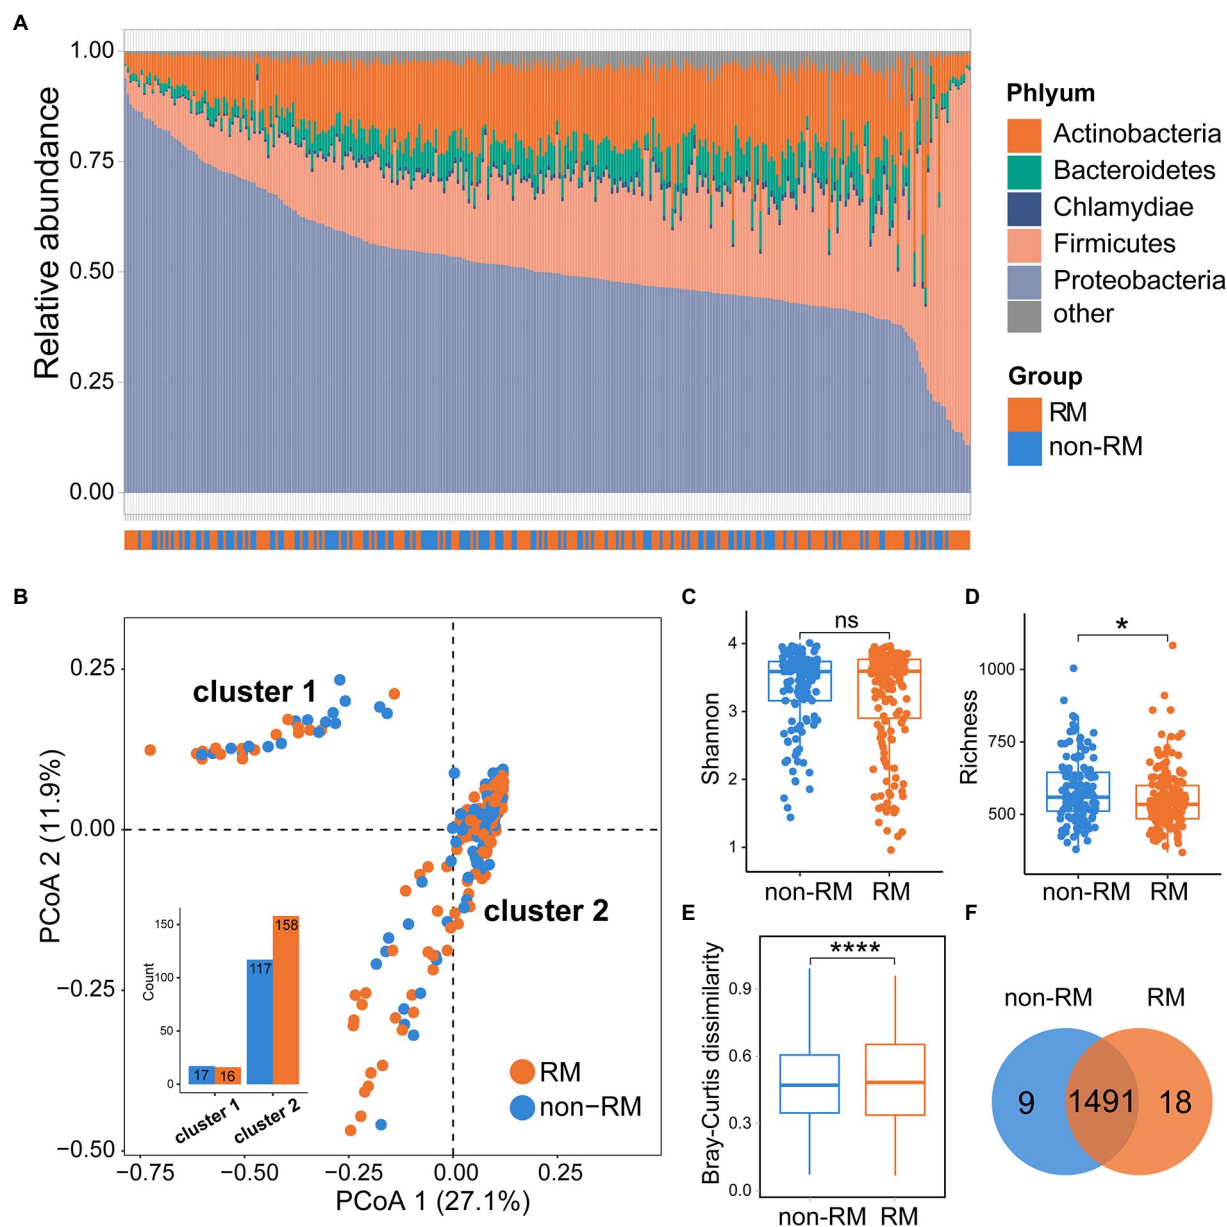 A
Relative abundance
1.00
0.75
0.50
0.25
0.00
Phlyum
Actinobacteria
Bacteroidetes
Chlamydiae
Firmicutes
Proteobacteria
other
Group
RM
non-RM
B
PCoA 2 (11.9%)
0.25
0.00
−0.25
−0.50
cluster 1
cluster 2
Count
150
100
50
0
17
16
117
158
cluster 1
cluster 2
RM
non−RM
−0.75
−0.50
−0.25
0.00
0.25
PCoA 1 (27.1%)
C
ns
Shannon
4
3
2
1
non-RM
RM
D
*
Richness
1000
750
500
non-RM
RM
E
****
Bray-Curtis dissimilarity
0.9
0.6
0.3
0.0
non-RM
RM
F
non-RM
RM
9
1491
18